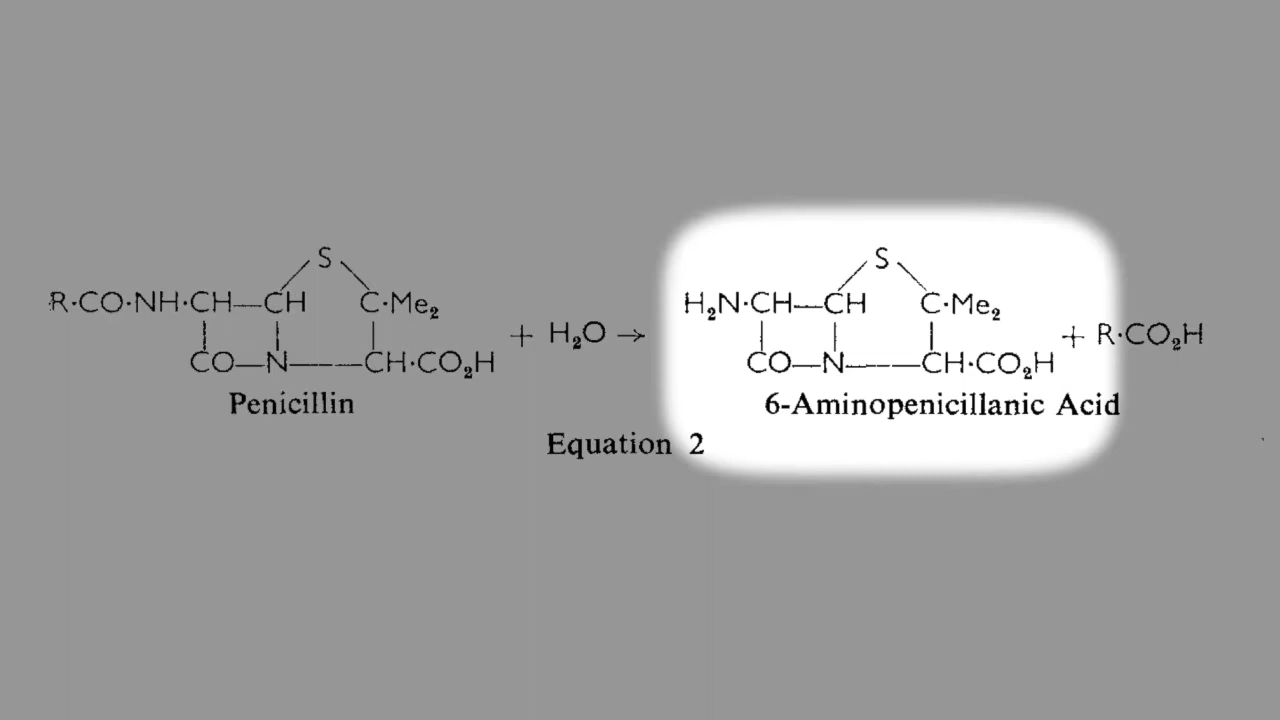 S S
R·CO·NH·CH—CH C·Me₂ H₂N·CH—CH C·Me₂
+ H₂O → + R·CO₂H
CO—N——CH·CO₂H CO—N——CH·CO₂H
Penicillin 6-Aminopenicillanic Acid
Equation 2